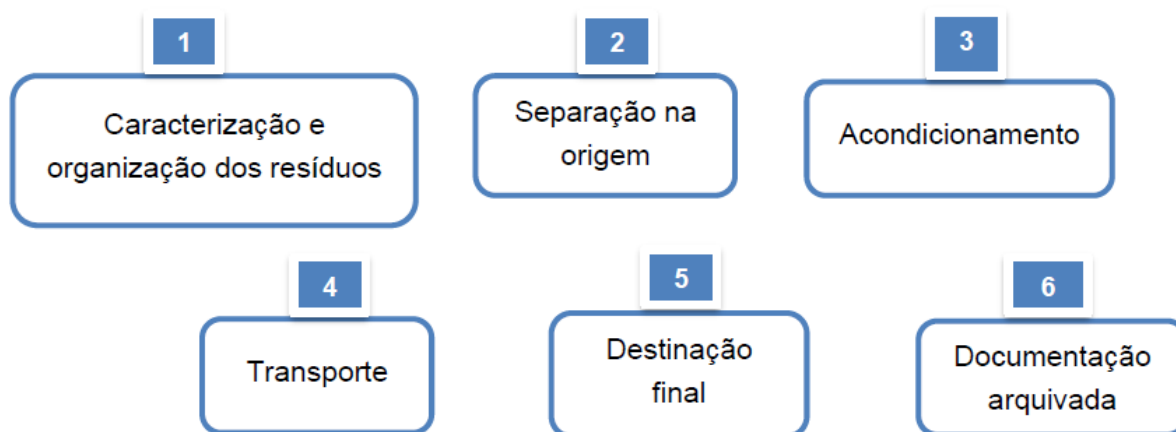 1
Caracterização e
organização dos resíduos
2
Separação na
origem
3
Acondicionamento
4
Transporte
5
Destinação
final
6
Documentação
arquivada